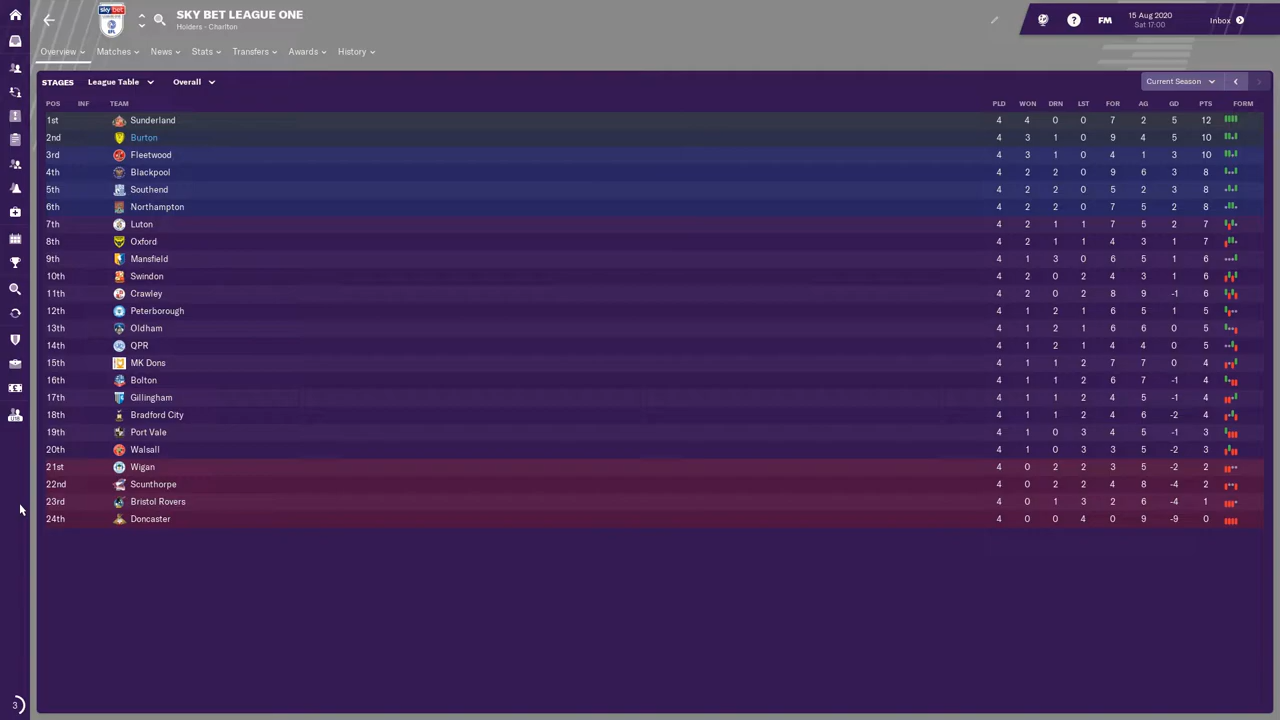 SKY BET LEAGUE ONE
Holders - Charlton
sky bet
EFL
FM
15 Aug 2020
Sat 17:00
Inbox
Overview Matches News Stats Transfers Awards History
STAGES League Table Overall Current Season
POS INF TEAM PLD WON DRN LST FOR AG GD PTS FORM
1st Sunderland 4 4 0 0 7 2 5 12
2nd Burton 4 3 1 0 9 4 5 10
3rd Fleetwood 4 3 1 0 4 1 3 10
4th Blackpool 4 2 2 0 9 6 3 8
5th Southend 4 2 2 0 5 2 3 8
6th Northampton 4 2 2 0 7 5 2 8
7th Luton 4 2 1 1 7 5 2 7
8th Oxford 4 2 1 1 4 3 1 7
9th Mansfield 4 1 3 0 6 5 1 6
10th Swindon 4 2 0 2 4 3 1 6
11th Crawley 4 2 0 2 8 9 -1 6
12th Peterborough 4 1 2 1 6 5 1 5
13th Oldham 4 1 2 1 6 6 0 5
14th QPR 4 1 2 1 4 4 0 5
15th MK Dons 4 1 1 2 7 7 0 4
16th Bolton 4 1 1 2 6 7 -1 4
17th Gillingham 4 1 1 2 4 5 -1 4
18th Bradford City 4 1 1 2 4 6 -2 4
19th Port Vale 4 1 0 3 4 5 -1 3
20th Walsall 4 1 0 3 3 5 -2 3
21st Wigan 4 0 2 2 3 5 -2 2
22nd Scunthorpe 4 0 2 2 4 8 -4 2
23rd Bristol Rovers 4 0 1 3 2 6 -4 1
24th Doncaster 4 0 0 4 0 9 -9 0
3